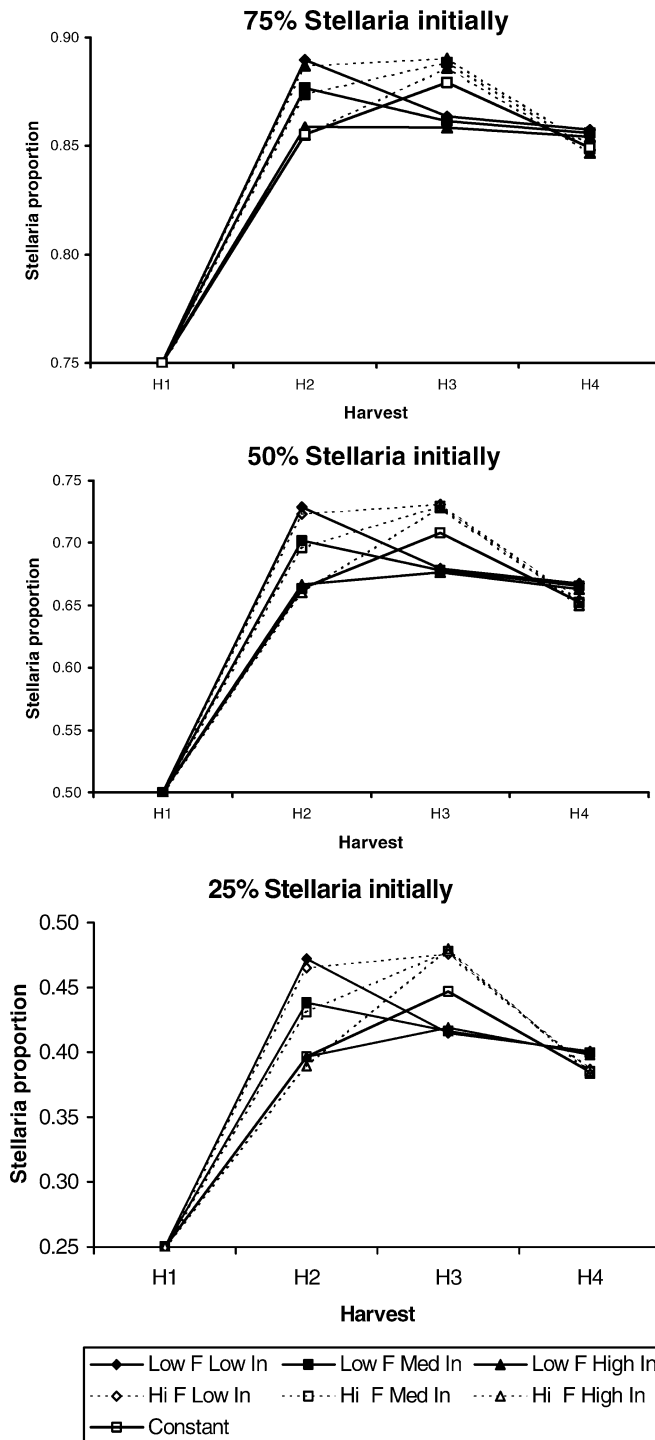 75% Stellaria initially
0.90
0.85
0.80
0.75
Stellaria proportion
H1 H2 H3 H4
Harvest
50% Stellaria initially
0.75
0.70
0.65
0.60
0.55
0.50
Stellaria proportion
H1 H2 H3 H4
Harvest
25% Stellaria initially
0.50
0.45
0.40
0.35
0.30
0.25
Stellaria proportion
H1 H2 H3 H4
Harvest
Low F Low In Low F Med In Low F High In
Hi F Low In Hi F Med In Hi F High In
Constant